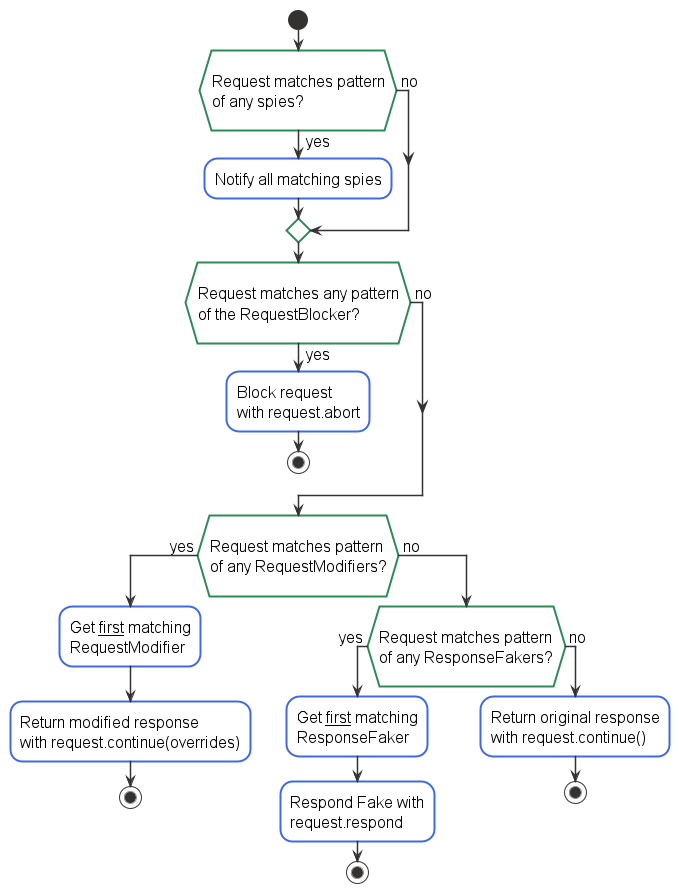 Request matches pattern
of any spies?
no
yes
Notify all matching spies
Request matches any pattern
of the RequestBlocker?
no
yes
Block request
with request.abort
yes
Request matches pattern
of any RequestModifiers?
no
Get first matching
RequestModifier
Return modified response
with request.continue(overrides)
yes
Request matches pattern
of any ResponseFakers?
no
Get first matching
ResponseFaker
Respond Fake with
request.respond
Return original response
with request.continue()